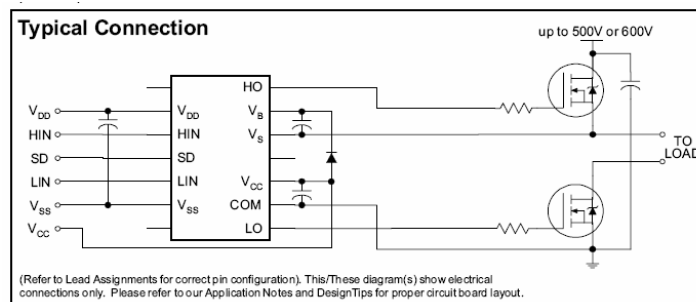 Typical Connection
up to 500V or 600V
HO
VDD
VDD
VB
HIN
HIN
VS
TO
LOAD
SD
SD
LIN
LIN
VCC
VSS
VSS
COM
VCC
LO
(Refer to Lead Assignments for correct pin configuration). This/These diagram(s) show electrical
connections only. Please refer to our Application Notes and DesignTips for proper circuit board layout.